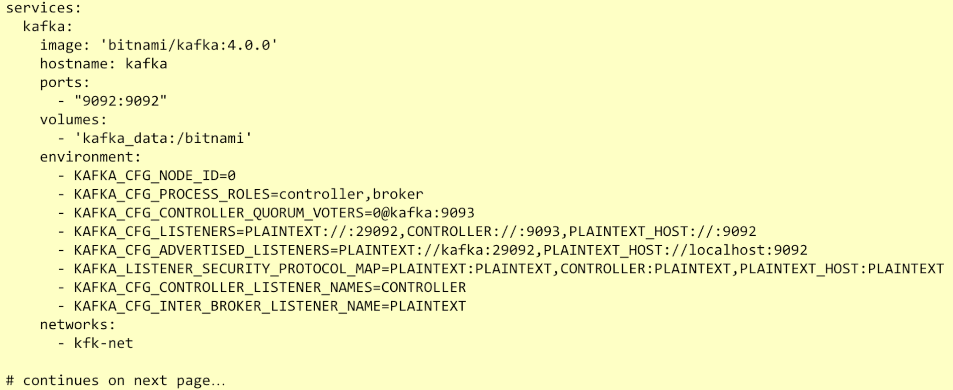 services:
  kafka:
    image: 'bitnami/kafka:4.0.0'
    hostname: kafka
    ports:
      - "9092:9092"
    volumes:
      - 'kafka_data:/bitnami'
    environment:
      - KAFKA_CFG_NODE_ID=0
      - KAFKA_CFG_PROCESS_ROLES=controller,broker
      - KAFKA_CFG_CONTROLLER_QUORUM_VOTERS=0@kafka:9093
      - KAFKA_CFG_LISTENERS=PLAINTEXT://:29092,CONTROLLER://:9093,PLAINTEXT_HOST://:9092
      - KAFKA_CFG_ADVERTISED_LISTENERS=PLAINTEXT://kafka:29092,PLAINTEXT_HOST://localhost:9092
      - KAFKA_LISTENER_SECURITY_PROTOCOL_MAP=PLAINTEXT:PLAINTEXT,CONTROLLER:PLAINTEXT,PLAINTEXT_HOST:PLAINTEXT
      - KAFKA_CFG_CONTROLLER_LISTENER_NAMES=CONTROLLER
      - KAFKA_CFG_INTER_BROKER_LISTENER_NAME=PLAINTEXT
    networks:
      - kfk-net

# continues on next page…